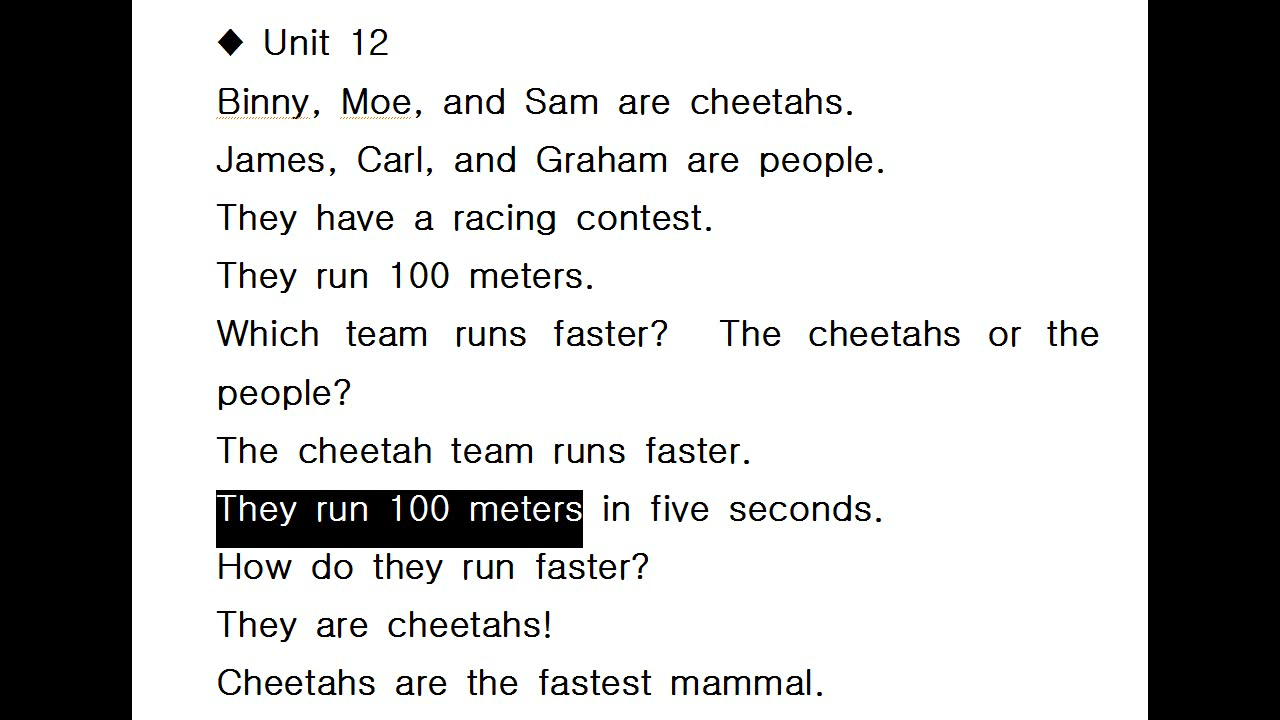 ◆ Unit 12
Binny, Moe, and Sam are cheetahs.
James, Carl, and Graham are people.
They have a racing contest.
They run 100 meters.
Which team runs faster? The cheetahs or the
people?
The cheetah team runs faster.
They run 100 meters in five seconds.
How do they run faster?
They are cheetahs!
Cheetahs are the fastest mammal.